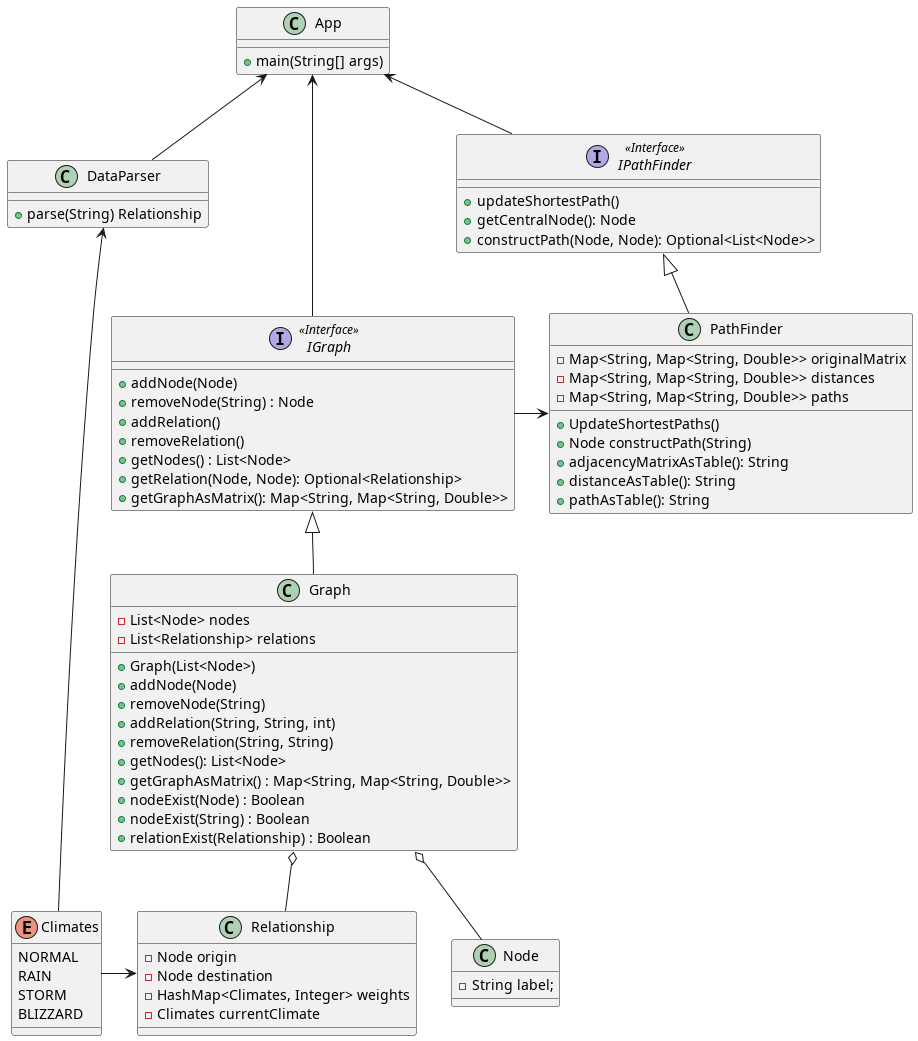 C App
main(String[] args)
C DataParser
parse(String) Relationship
«Interface»
I IPathFinder
updateShortestPath()
getCentralNode(): Node
constructPath(Node, Node): Optional<List<Node>>
«Interface»
I IGraph
addNode(Node)
removeNode(String) : Node
addRelation()
removeRelation()
getNodes() : List<Node>
getRelation(Node, Node): Optional<Relationship>
getGraphAsMatrix(): Map<String, Map<String, Double>>
C PathFinder
Map<String, Map<String, Double>> originalMatrix
Map<String, Map<String, Double>> distances
Map<String, Map<String, Double>> paths
UpdateShortestPaths()
Node constructPath(String)
adjacencyMatrixAsTable(): String
distanceAsTable(): String
pathAsTable(): String
C Graph
List<Node> nodes
List<Relationship> relations
Graph(List<Node>)
addNode(Node)
removeNode(String)
addRelation(String, String, int)
removeRelation(String, String)
getNodes(): List<Node>
getGraphAsMatrix() : Map<String, Map<String, Double>>
nodeExist(Node) : Boolean
nodeExist(String) : Boolean
relationExist(Relationship) : Boolean
E Climates
NORMAL
RAIN
STORM
BLIZZARD
C Relationship
Node origin
Node destination
HashMap<Climates, Integer> weights
Climates currentClimate
C Node
String label;